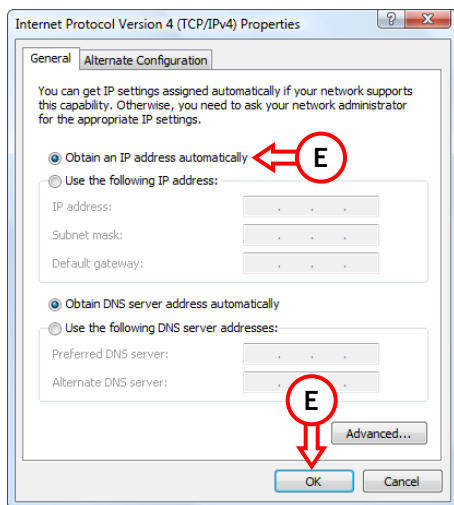 Internet Protocol Version 4 (TCP/IPv4) Properties
General Alternate Configuration
You can get IP settings assigned automatically if your network supports
this capability. Otherwise, you need to ask your network administrator
for the appropriate IP settings.
Obtain an IP address automatically E
Use the following IP address:
IP address: . . .
Subnet mask: . . .
Default gateway: . . .
Obtain DNS server address automatically
Use the following DNS server addresses:
Preferred DNS server: . . .
Alternate DNS server: . . .
E
Advanced...
OK Cancel